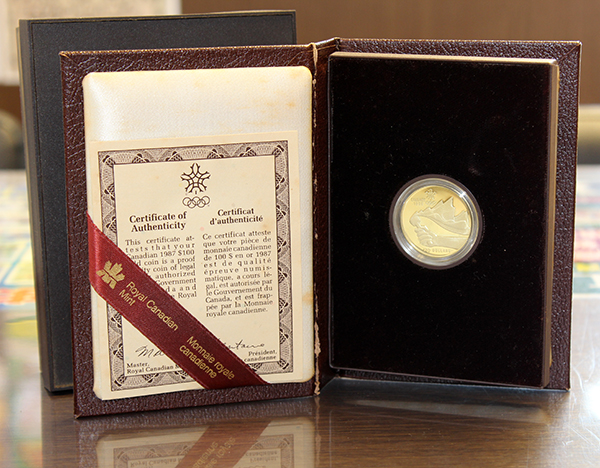 Certificate of
Authenticity
This certificate at-
tests that your
Canadian 1987 $100
d coin is a proof
ity coin of legal
authorized
Government
d and
Royal
Certificat
d'authenticité
Ce certificat atteste
que votre pièce de
monnaie canadienne
de 100 $ en or 1987
est de qualité
épreuve numis-
matique, a cours lé-
gal, est autorisée par
le Gouvernement du
Canada, et est frap-
pée par la Monnaie
royale canadienne.
Master,
Royal Canadian
Président,
canadienne
Royal Canadian
Mint
Monnaie royale
canadienne